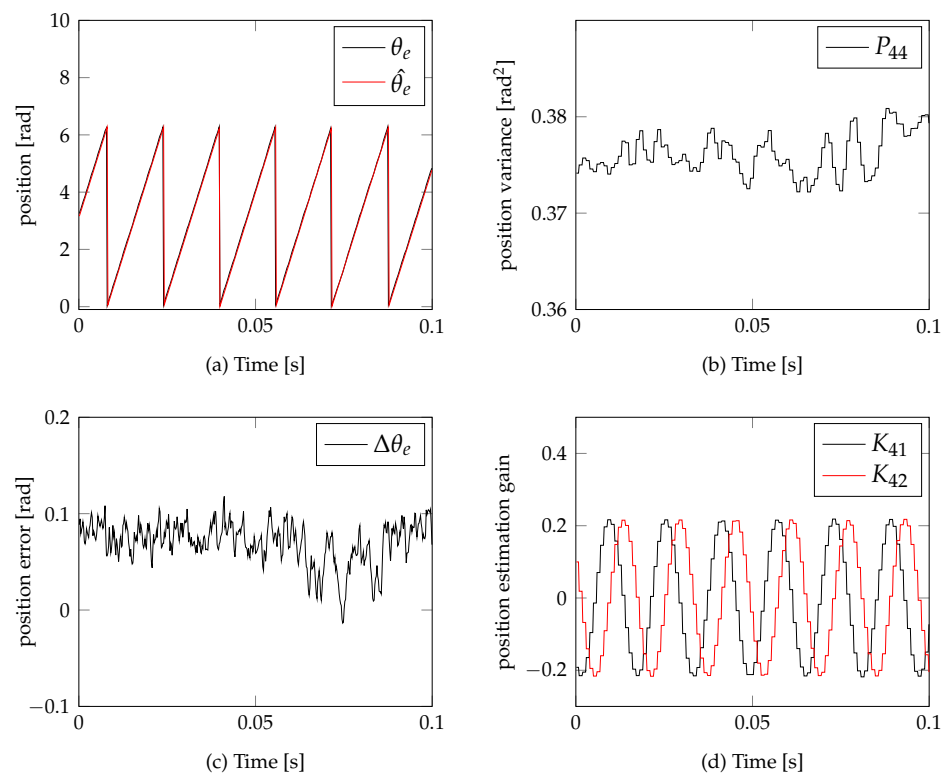 10
8
6
4
2
0
0
0.05
0.1
position [rad]
θ_e
θ̂_e
(a) Time [s]
0.38
0.37
0.36
0
0.05
0.1
position variance [rad²]
P₄₄
(b) Time [s]
0.2
0.1
0
−0.1
0
0.05
0.1
position error [rad]
Δθ_e
(c) Time [s]
0.4
0.2
0
−0.2
0
0.05
0.1
position estimation gain
K₄₁
K₄₂
(d) Time [s]